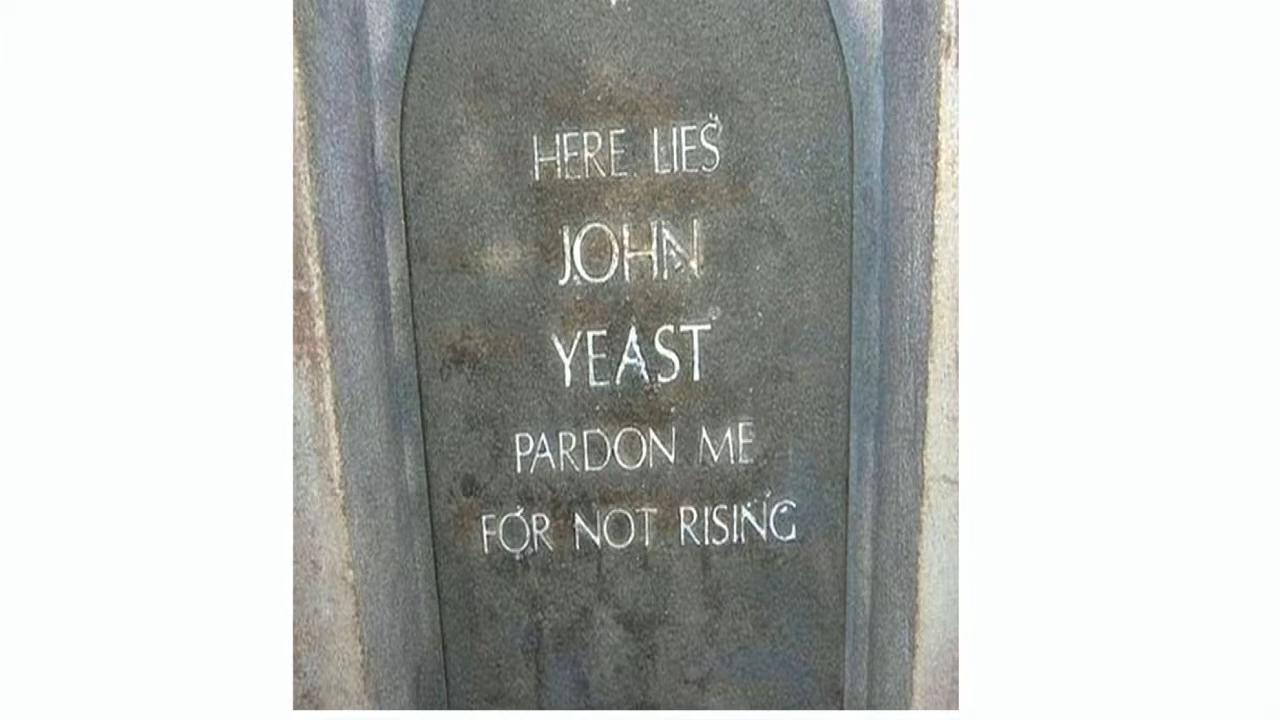 HERE LIES
JOHN
YEAST
PARDON ME
FOR NOT RISING